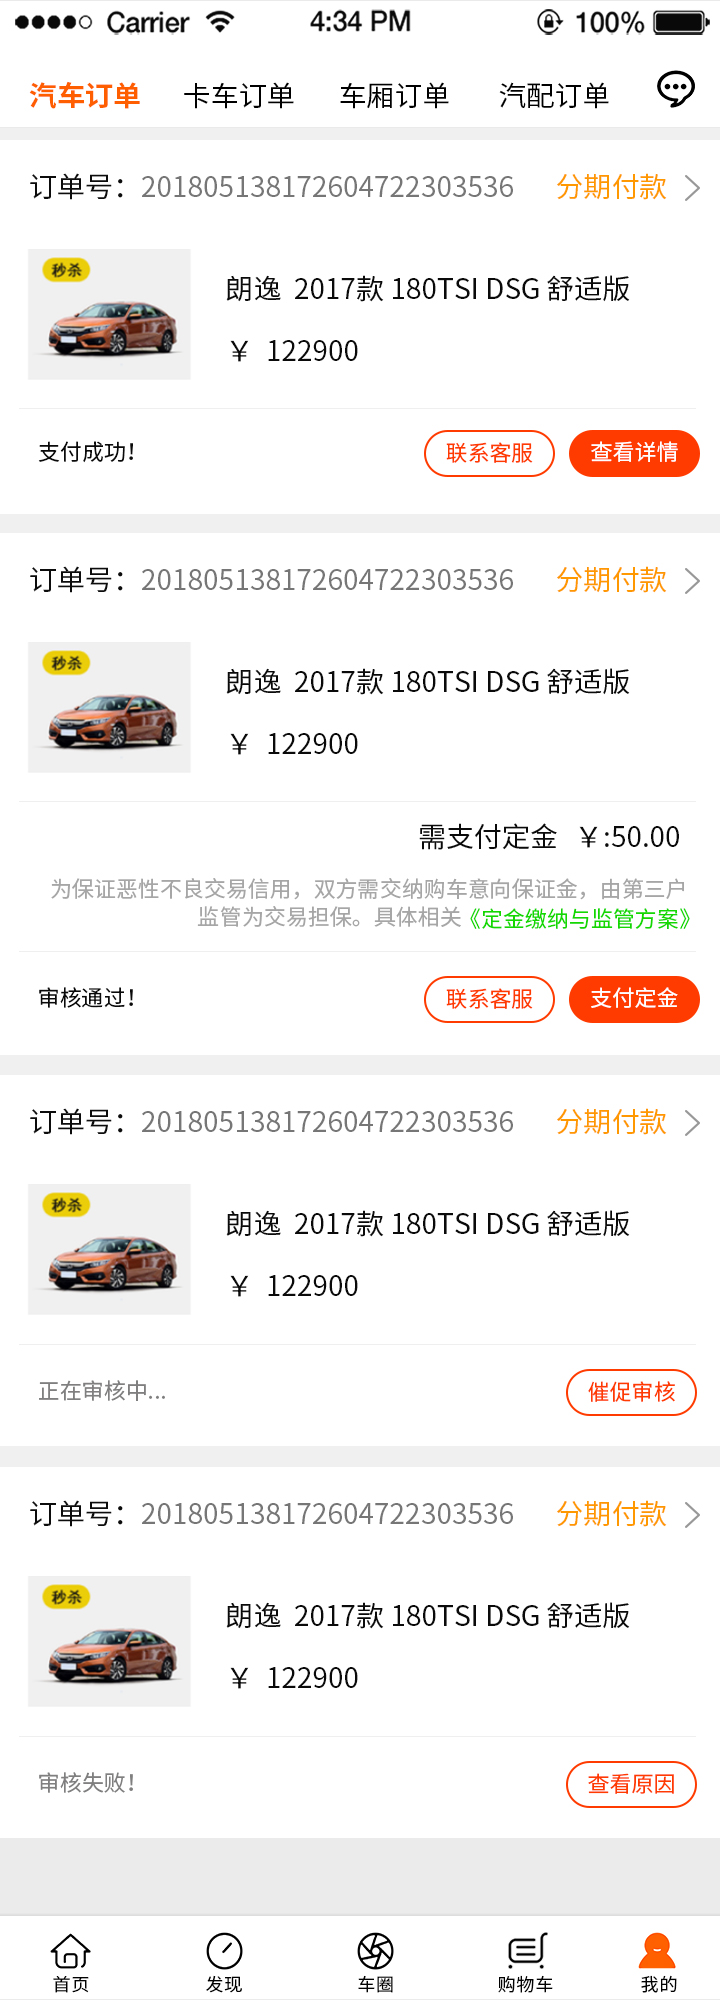 Carrier 4:34 PM 100%
汽车订单 卡车订单 车厢订单 汽配订单
订单号：201805138172604722303536 分期付款
秒杀
朗逸 2017款 180TSI DSG 舒适版
￥ 122900
支付成功！ 联系客服 查看详情
订单号：201805138172604722303536 分期付款
秒杀
朗逸 2017款 180TSI DSG 舒适版
￥ 122900
需支付定金 ￥:50.00
为保证恶性不良交易信用，双方需交纳购车意向保证金，由第三户
监管为交易担保。具体相关《定金缴纳与监管方案》
审核通过！ 联系客服 支付定金
订单号：201805138172604722303536 分期付款
秒杀
朗逸 2017款 180TSI DSG 舒适版
￥ 122900
正在审核中... 催促审核
订单号：201805138172604722303536 分期付款
秒杀
朗逸 2017款 180TSI DSG 舒适版
￥ 122900
审核失败！ 查看原因
首页 发现 车圈 购物车 我的